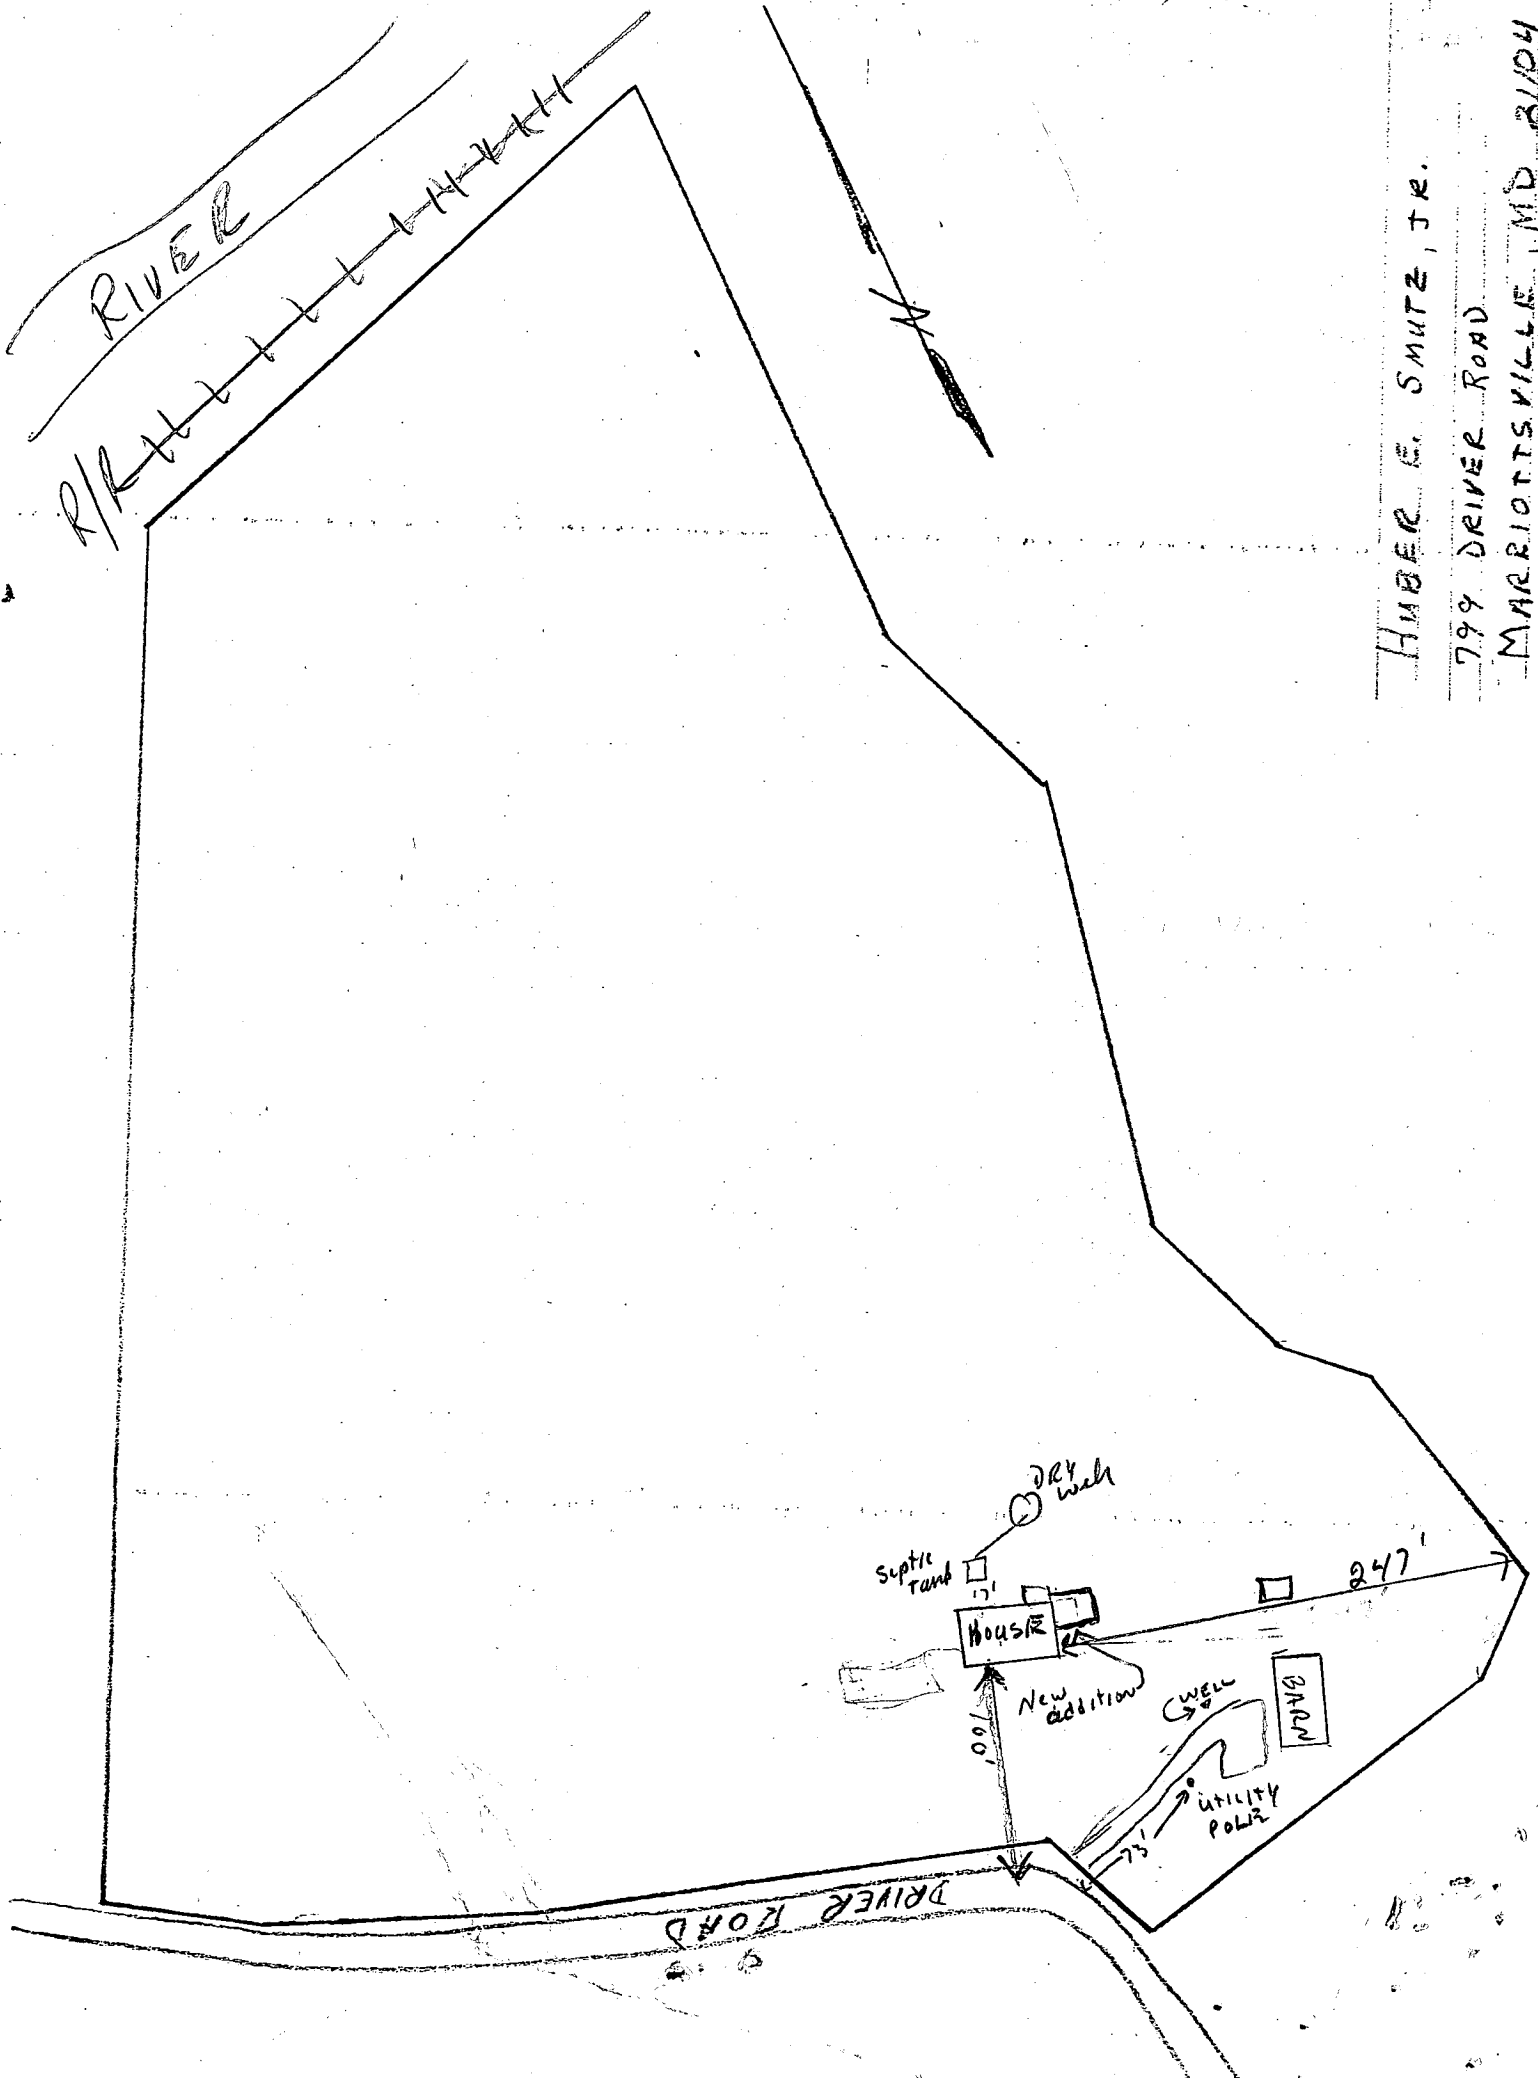 RIVER
R/R
N
HUBER E. SMUTZ, JR.
799 DRIVER ROAD
MARRIOTTSVILLE, MD 21104
DRY
Well
Septic
Tank
17'
HOUSE
247'
New
addition
WELL
BARN
100'
UTILITY
POLE
73'
DRIVER ROAD